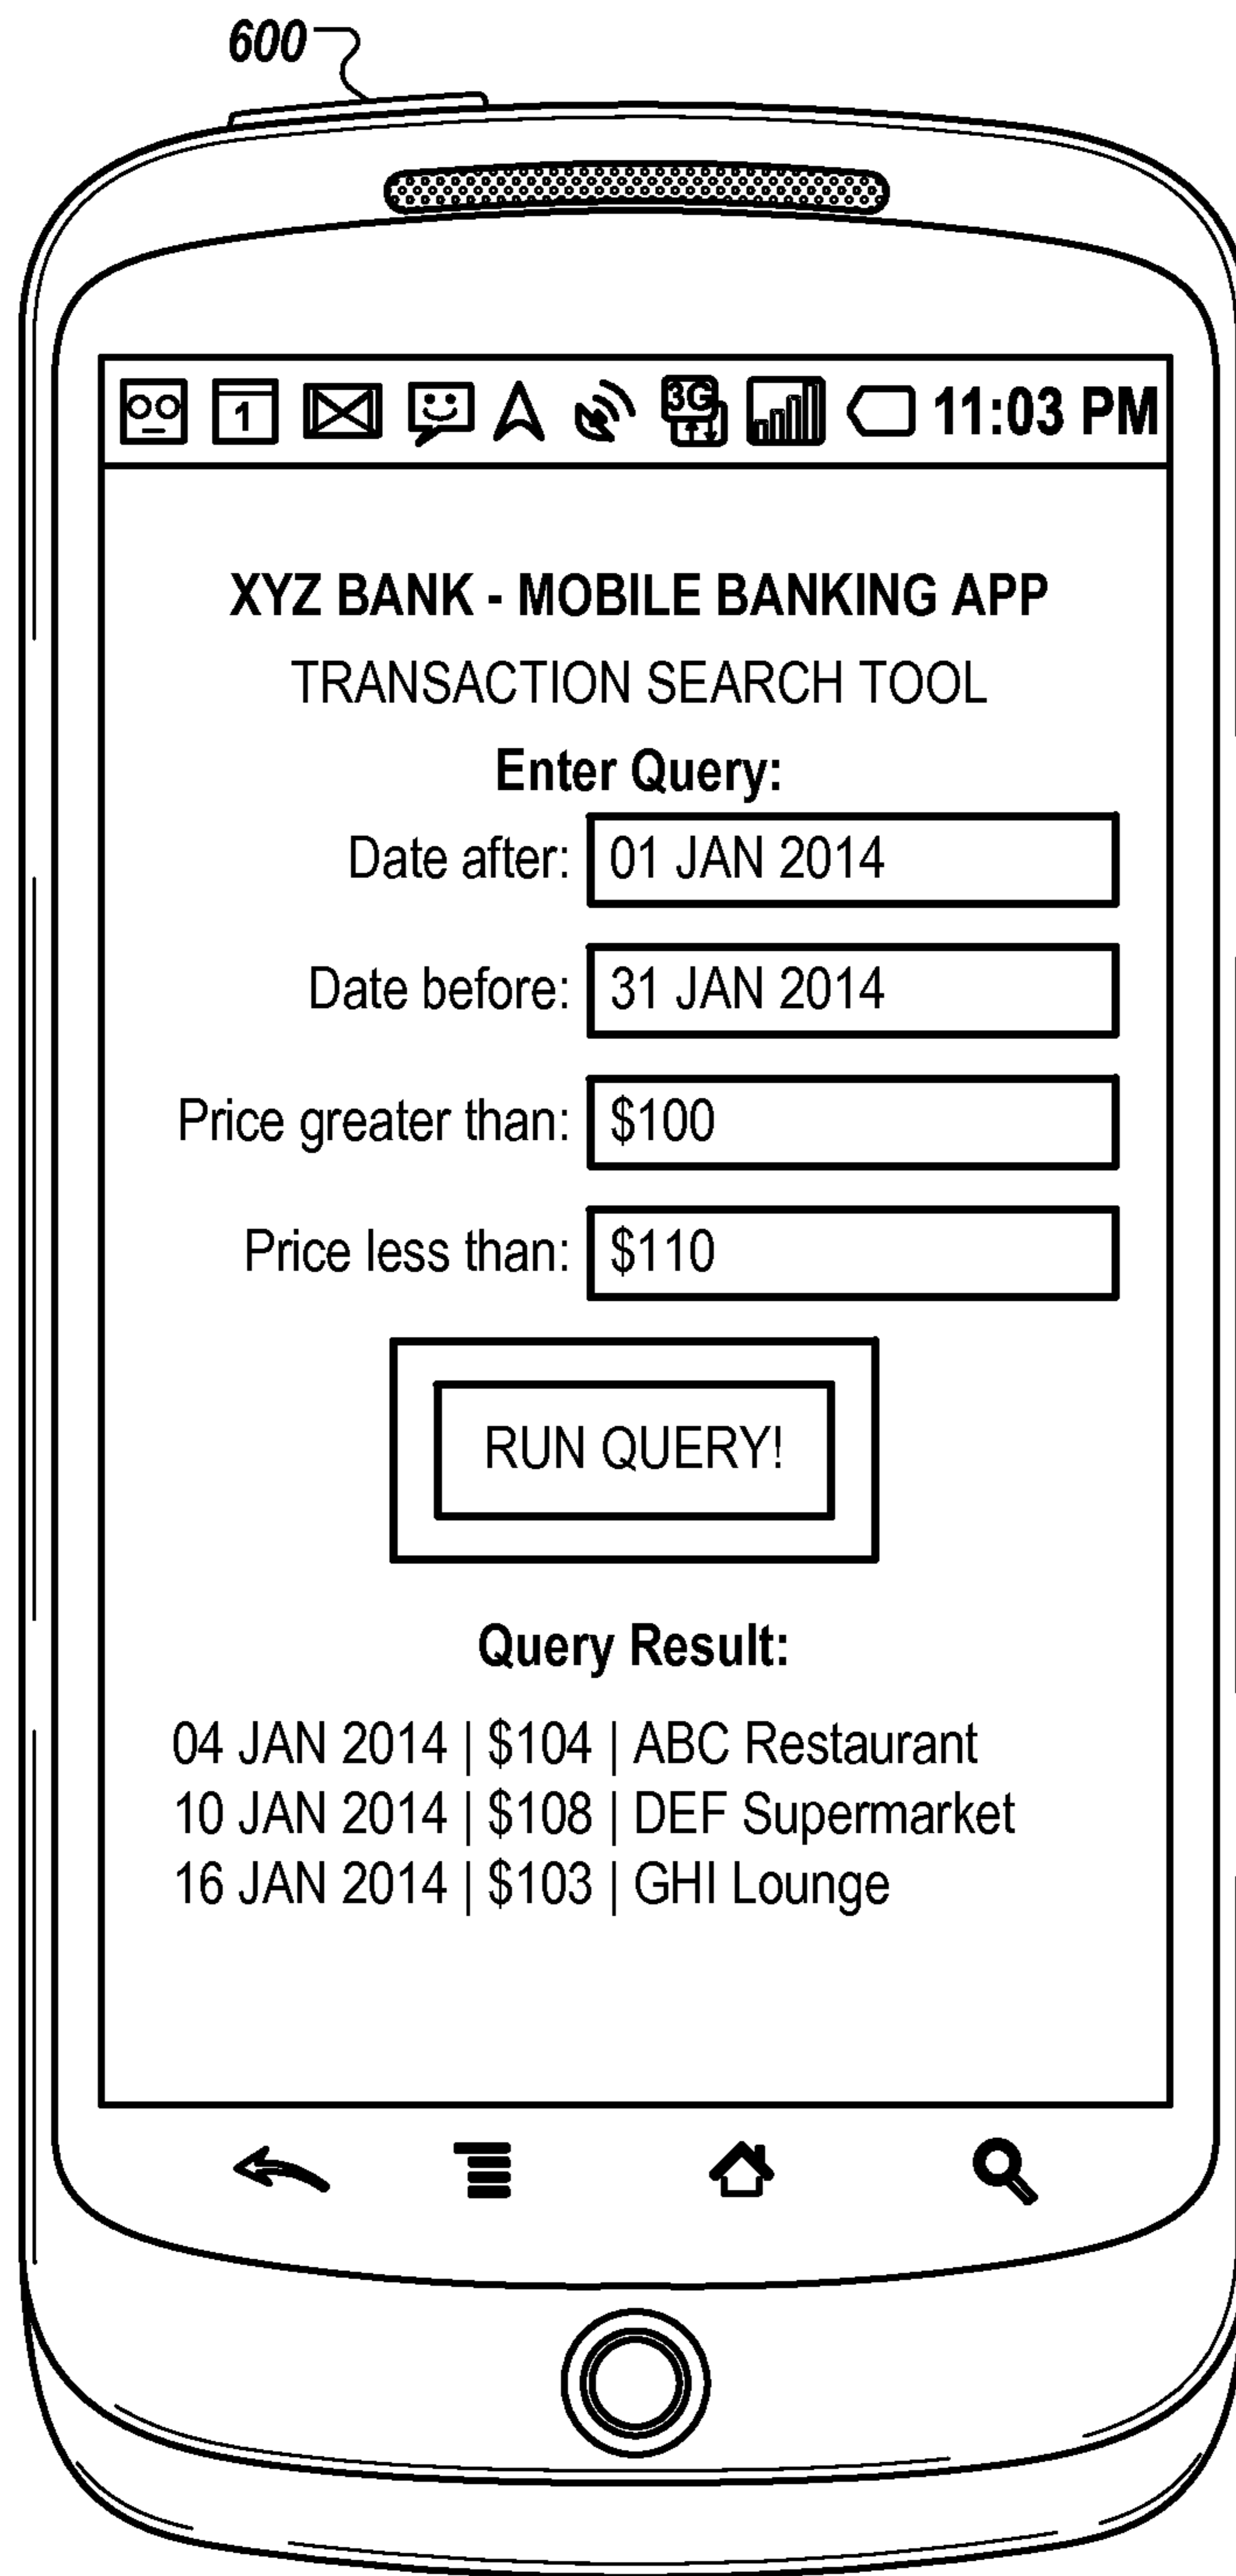 600
1 3G 11:03 PM
XYZ BANK - MOBILE BANKING APP
TRANSACTION SEARCH TOOL
Enter Query:
Date after: 01 JAN 2014
Date before: 31 JAN 2014
Price greater than: $100
Price less than: $110
RUN QUERY!
Query Result:
04 JAN 2014 | $104 | ABC Restaurant
10 JAN 2014 | $108 | DEF Supermarket
16 JAN 2014 | $103 | GHI Lounge